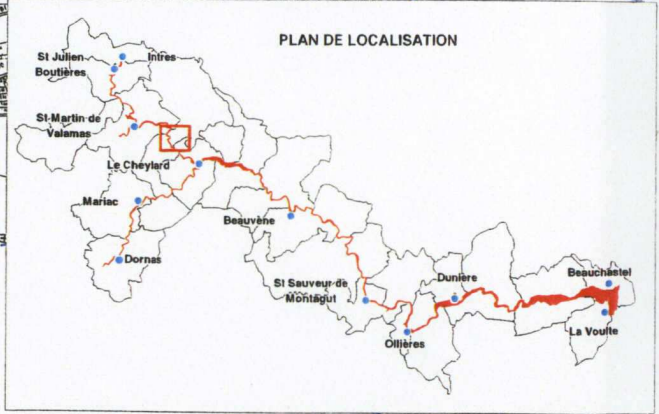 PLAN DE LOCALISATION
St Julien
Boutières
Intres
St Martin de
Valamas
Le Cheylard
Mariac
Beauvène
Dornas
St Sauveur de
Montagut
Dunière
Beauchastel
La Voulte
Ollières